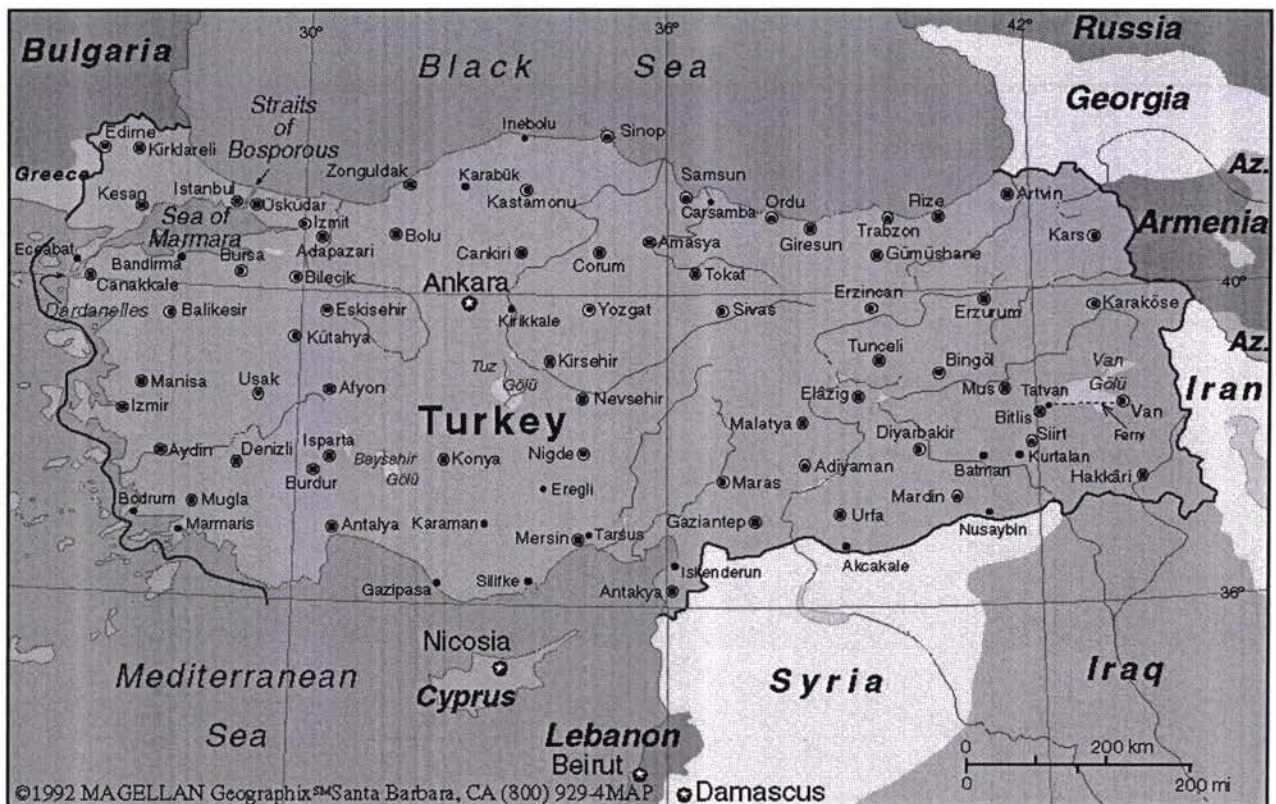 30°
36°
42°
Russia
Bulgaria
Black Sea
Georgia
Straits
of
Bosporous
Inebolu
Sinop
Edirne
Kirklareli
Greece
Zonguldak
Karabük
Kastamonu
Samsun
Carsamba
Ordu
Rize
Artvin
Az.
Kesan
Istanbul
Üsküdar
Sea of
Marmara
Izmit
Adapazari
Bolu
Cankiri
Corum
Amasya
Giresun
Trabzon
Gümüshane
Kars
Armenia
Eceabat
Bandirma
Bursa
Bileçik
Canakkale
Tokat
Ankara
40°
Dardanelles
Balikesir
Eskisehir
Kirikkale
Yozgat
Sivas
Erzincan
Erzurum
Karaköse
Kütahya
Kirsehir
Tunceli
Bingöl
Az.
Manisa
Usak
Afyon
Tuz
Gölü
Nevsehir
Elâzig
Mus
Tatvan
Van
Gölü
Iran
Izmir
Turkey
Malatya
Bitlis
Van
Ferry
Aydin
Denizli
Isparta
Burdur
Beysehir
Gölü
Konya
Nigde
Diyarbakir
Siirt
Batman
Kurtalan
Adiyaman
Maras
Hakkâri
Eregli
Mardin
Bodrum
Mugla
Marmaris
Antalya
Karaman
Mersin
Tarsus
Gaziantep
Urfa
Nusaybin
Akcakale
Iskenderun
Gazipasa
Silifke
Antakya
36°
Nicosia
Cyprus
Mediterranean
Sea
Syria
Iraq
Lebanon
Beirut
Damascus
0 200 km
0 200 mi
©1992 MAGELLAN Geographix℠Santa Barbara, CA (800) 929-4MAP